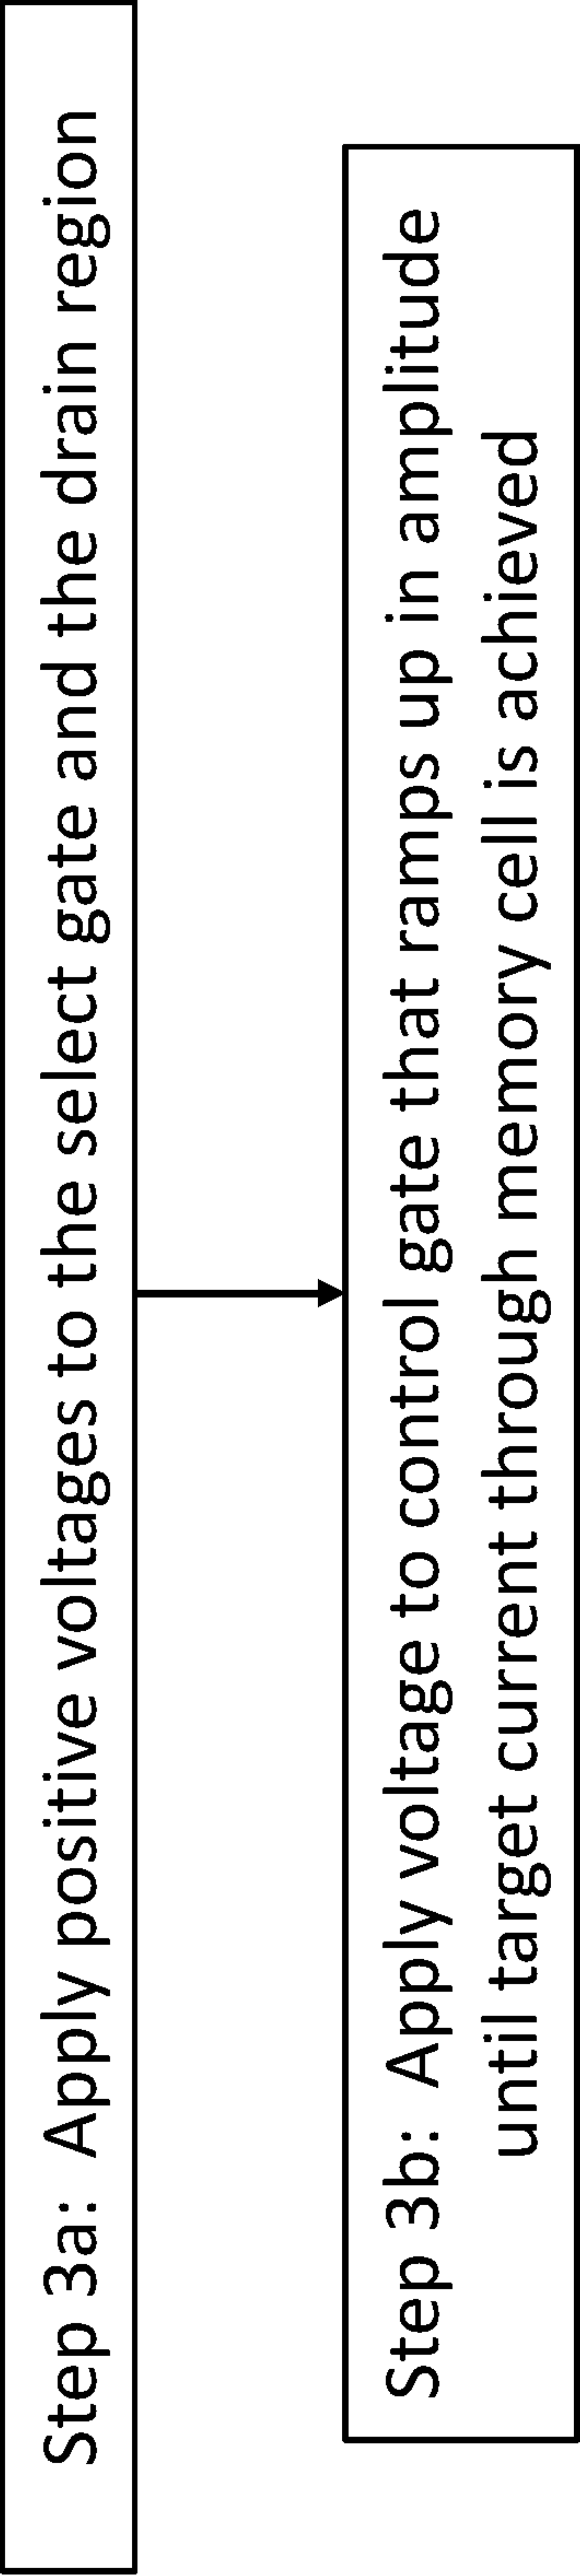 Step 3a:  Apply positive voltages to the select gate and the drain region
Step 3b:  Apply voltage to control gate that ramps up in amplitude
until target current through memory cell is achieved